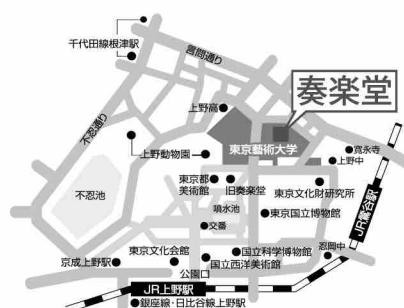 千代田線根津駅
言問通り
奏楽堂
上野高
不忍通り
上野動物園
東京藝術大学
寛永寺
上野中
東京都
美術館
旧奏楽堂
東京文化財研究所
不忍池
噴水池
東京国立博物館
JR鶯谷駅
交番
忍岡中
京成上野駅
東京文化会館
国立科学博物館
国立西洋美術館
公園口
JR上野駅
銀座線・日比谷線上野駅